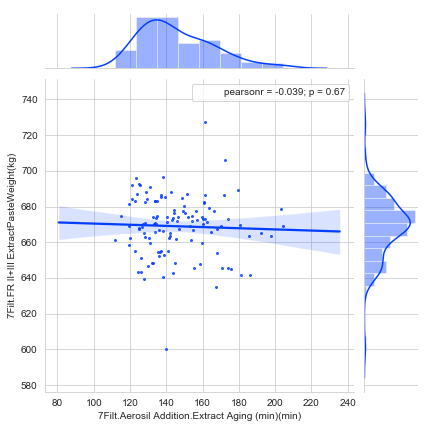 pearsonr = -0.039; p = 0.67
740
720
700
680
660
640
620
600
580
7Filt.FR II+III ExtractPasteWeight(kg)
80 100 120 140 160 180 200 220 240
7Filt.Aerosil Addition.Extract Aging (min)(min)